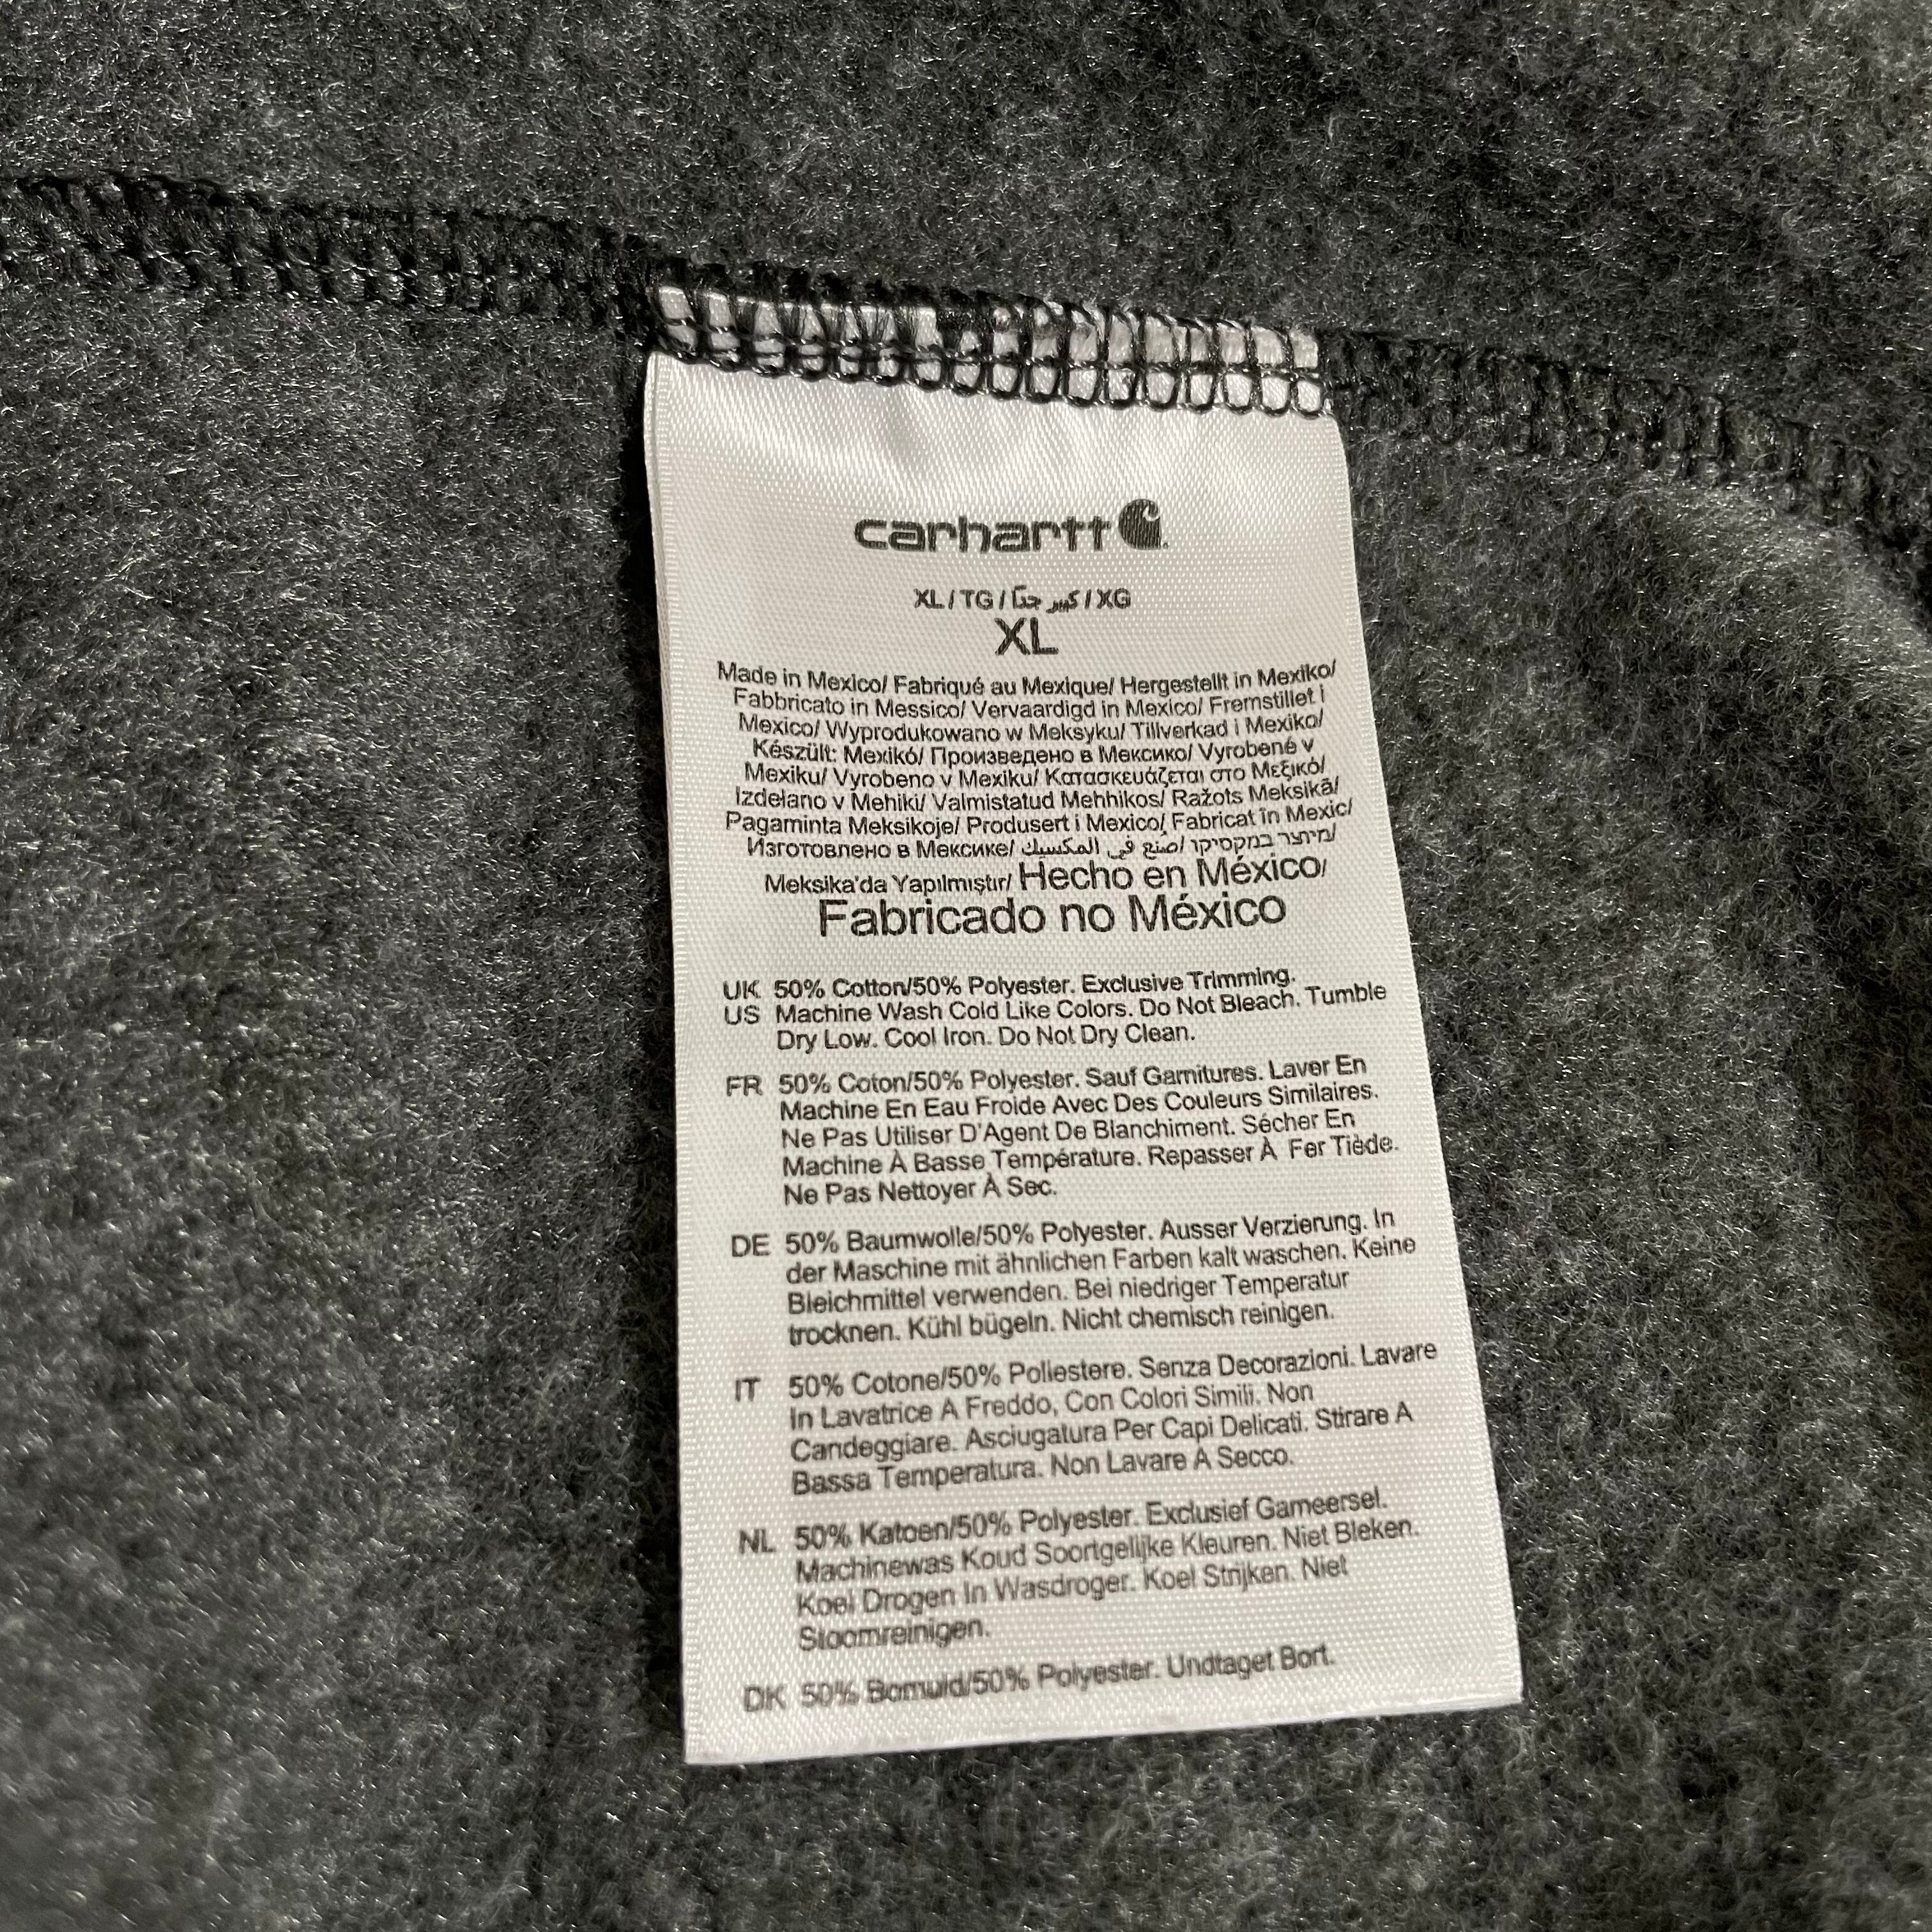 carhartt
XL/TG/كبير جداً/XG
XL
Made in Mexico/ Fabriqué au Mexique/ Hergestellt in Mexiko/
Fabbricato in Messico/ Vervaardigd in Mexico/ Fremstillet i
Mexico/ Wyprodukowano w Meksyku/ Tillverkad i Mexiko/
Készült: Mexikó/ Произведено в Мексико/ Vyrobené v
Mexiku/ Vyrobeno v Mexiku/ Κατασκευάζεται στο Μεξικό/
Izdelano v Mehiki/ Valmistatud Mehhikos/ Ražots Meksikā/
Pagaminta Meksikoje/ Produsert i Mexico/ Fabricat în Mexic/
Изготовлено в Мексике/ صنع في المكسيك/ מיוצר במקסיקו/
Meksika'da Yapılmıştır/ Hecho en México/
Fabricado no México
UK 50% Cotton/50% Polyester. Exclusive Trimming.
US Machine Wash Cold Like Colors. Do Not Bleach. Tumble
Dry Low. Cool Iron. Do Not Dry Clean.
FR 50% Coton/50% Polyester. Sauf Garnitures. Laver En
Machine En Eau Froide Avec Des Couleurs Similaires.
Ne Pas Utiliser D'Agent De Blanchiment. Sécher En
Machine À Basse Température. Repasser À Fer Tiède.
Ne Pas Nettoyer À Sec.
DE 50% Baumwolle/50% Polyester. Ausser Verzierung. In
der Maschine mit ähnlichen Farben kalt waschen. Keine
Bleichmittel verwenden. Bei niedriger Temperatur
trocknen. Kühl bügeln. Nicht chemisch reinigen.
IT 50% Cotone/50% Poliestere. Senza Decorazioni. Lavare
In Lavatrice A Freddo, Con Colori Simili. Non
Candeggiare. Asciugatura Per Capi Delicati. Stirare A
Bassa Temperatura. Non Lavare A Secco.
NL 50% Katoen/50% Polyester. Exclusief Gameersel.
Machinewas Koud Soortgelijke Kleuren. Niet Bleken.
Koel Drogen In Wasdroger. Koel Strijken. Niet
Stoomreinigen.
DK 50% Bomuld/50% Polyester. Undtaget Bort.